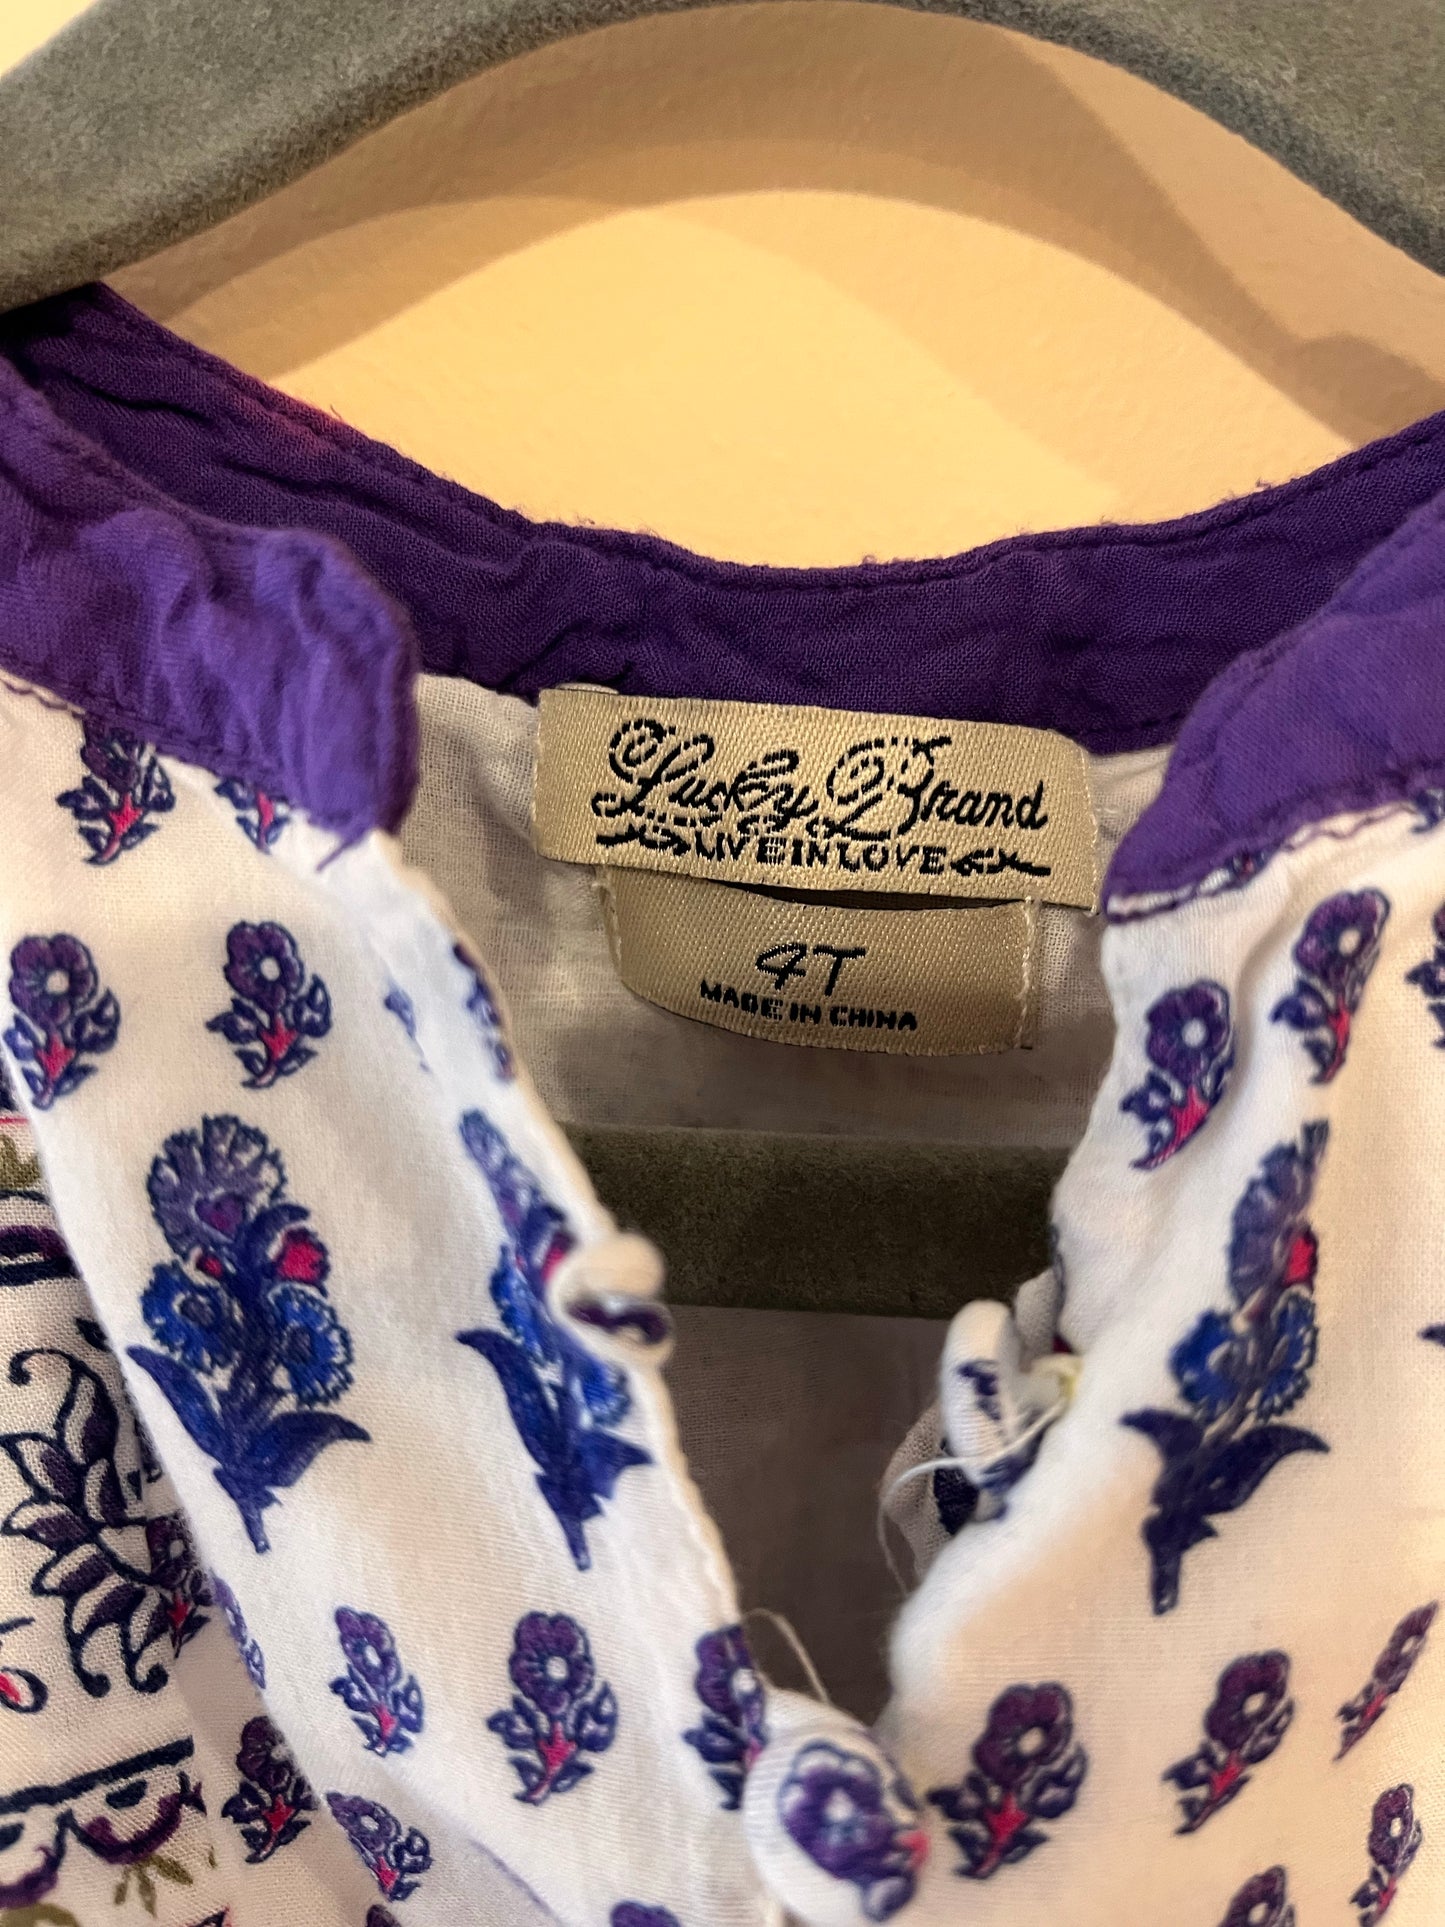 Lucky Brand
LIVE IN LOVE
4T
MADE IN CHINA